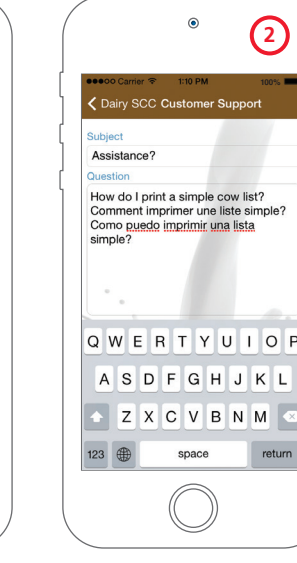 2
Carrier 1:10 PM 100%
Dairy SCC Customer Support
Subject
Assistance?
Question
How do I print a simple cow list?
Comment imprimer une liste simple?
Como puedo imprimir una lista
simple?
Q W E R T Y U I O P
A S D F G H J K L
Z X C V B N M
123 space return